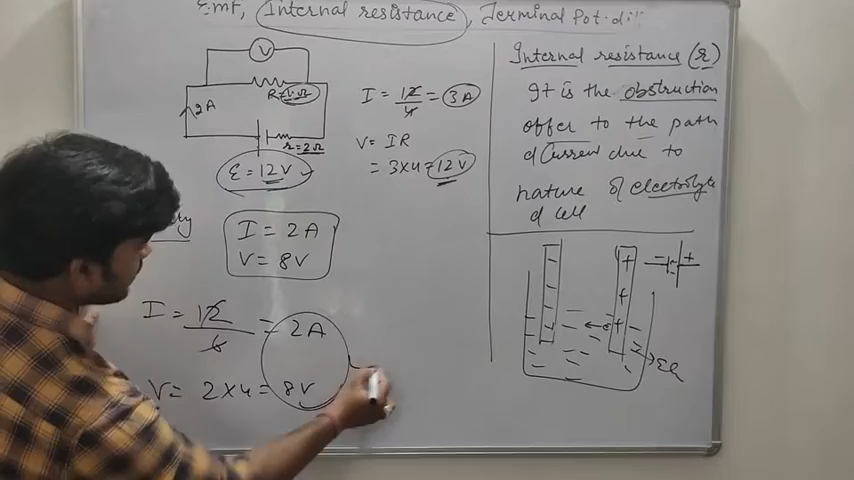 Emf, Internal resistance, Terminal Pot. di
V
R = 4Ω
2A
r = 2Ω
ε = 12V
I = 12/4 = 3A
V = IR
= 3×4 = 12V
I = 2A
V = 8V
I = 12/6 = 2A
V = 2×4 = 8V
Internal resistance (r)
It is the obstruction
offer to the path
of Current due to
nature of electrolyte
of cell
- +
+
+
+